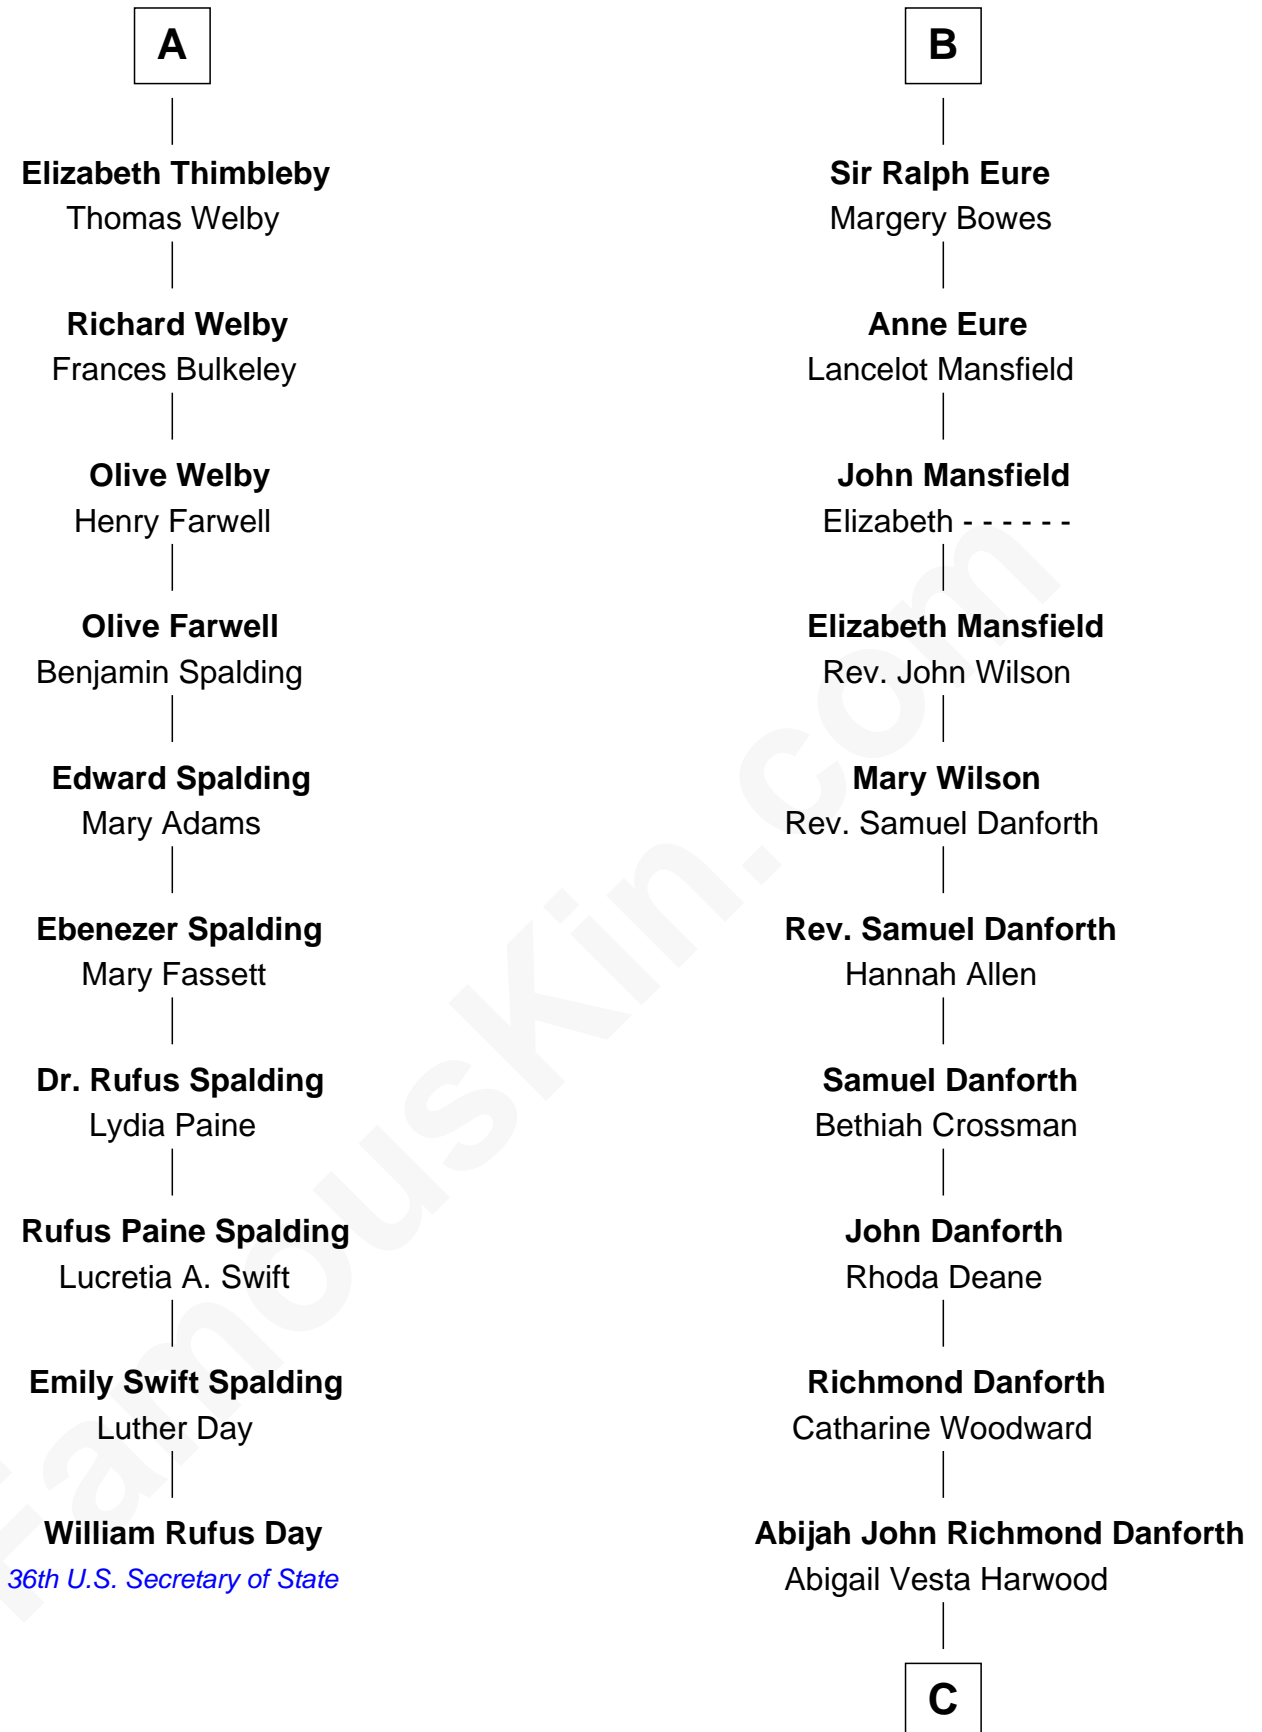 A
Elizabeth Thimbleby
Thomas Welby
Richard Welby
Frances Bulkeley
Olive Welby
Henry Farwell
Olive Farwell
Benjamin Spalding
Edward Spalding
Mary Adams
Ebenezer Spalding
Mary Fassett
Dr. Rufus Spalding
Lydia Paine
Rufus Paine Spalding
Lucretia A. Swift
Emily Swift Spalding
Luther Day
William Rufus Day
36th U.S. Secretary of State
B
Sir Ralph Eure
Margery Bowes
Anne Eure
Lancelot Mansfield
John Mansfield
Elizabeth - - - - - -
Elizabeth Mansfield
Rev. John Wilson
Mary Wilson
Rev. Samuel Danforth
Rev. Samuel Danforth
Hannah Allen
Samuel Danforth
Bethiah Crossman
John Danforth
Rhoda Deane
Richmond Danforth
Catharine Woodward
Abijah John Richmond Danforth
Abigail Vesta Harwood
C
FamousKin.com